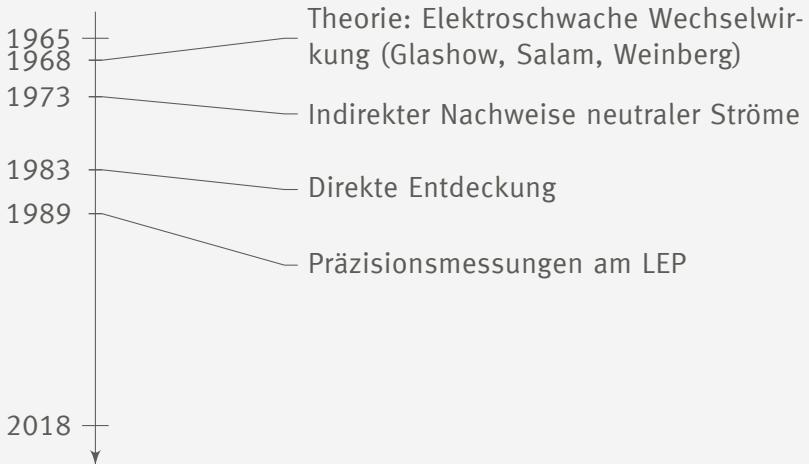 1965
1968
1973
1983
1989
2018
Theorie: Elektroschwache Wechselwir-
kung (Glashow, Salam, Weinberg)
Indirekter Nachweise neutraler Ströme
Direkte Entdeckung
Präzisionsmessungen am LEP